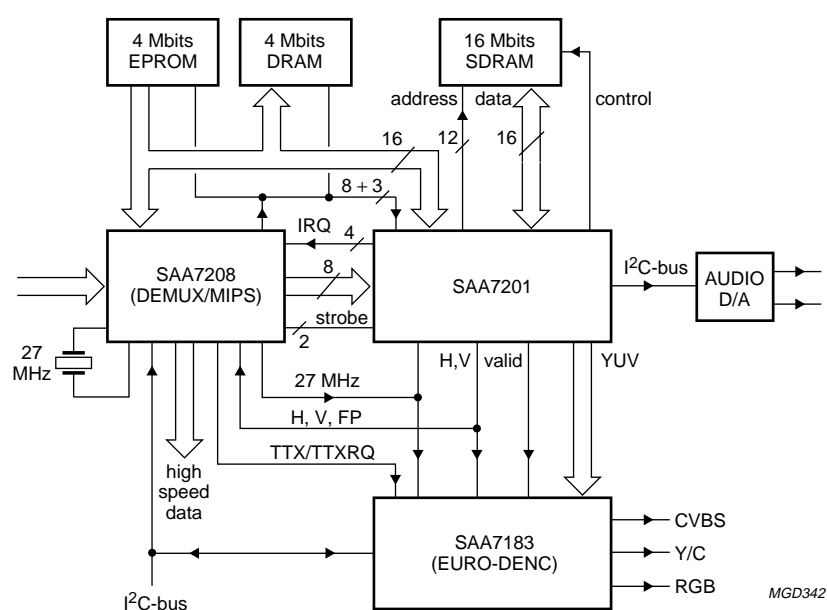 4 Mbits
EPROM
4 Mbits
DRAM
16 Mbits
SDRAM
address
data
control
16
12
16
8 + 3
IRQ
4
SAA7208
(DEMUX/MIPS)
8
SAA7201
I²C-bus
AUDIO
D/A
strobe
2
27
MHz
H,V
valid
YUV
27 MHz
H, V, FP
TTX/TTXRQ
high
speed
data
SAA7183
(EURO-DENC)
CVBS
Y/C
RGB
I²C-bus
MGD342